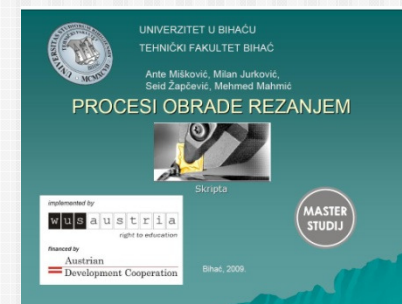 UNIVERZITET U BIHAĆU
TEHNIČKI FAKULTET BIHAĆ
Ante Mišković, Milan Jurković,
Seid Žapčević, Mehmed Mahmić
PROCESI OBRADE REZANJEM
Skripta
implemented by
wus austria
right to education
financed by
Austrian
Development Cooperation
MASTER
STUDIJ
Bihać, 2009.